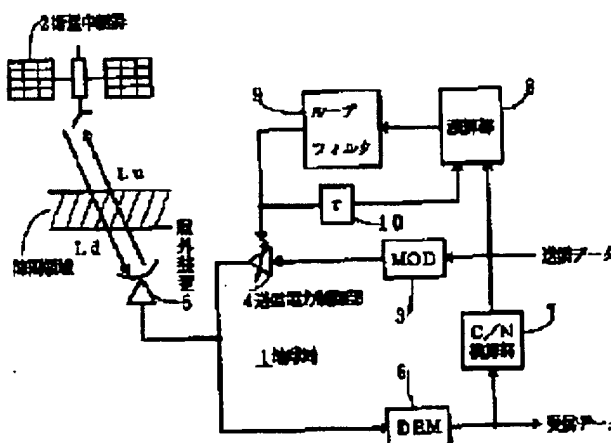 2衛星中継器
9
8
ループ
フィルタ
演算部
Lu
τ
10
Ld
降雨領域
屋外装置
5
4送信電力制御部
MOD
3
送信データ
1地球局
C/N
検算部
7
6
DEM
受信データ